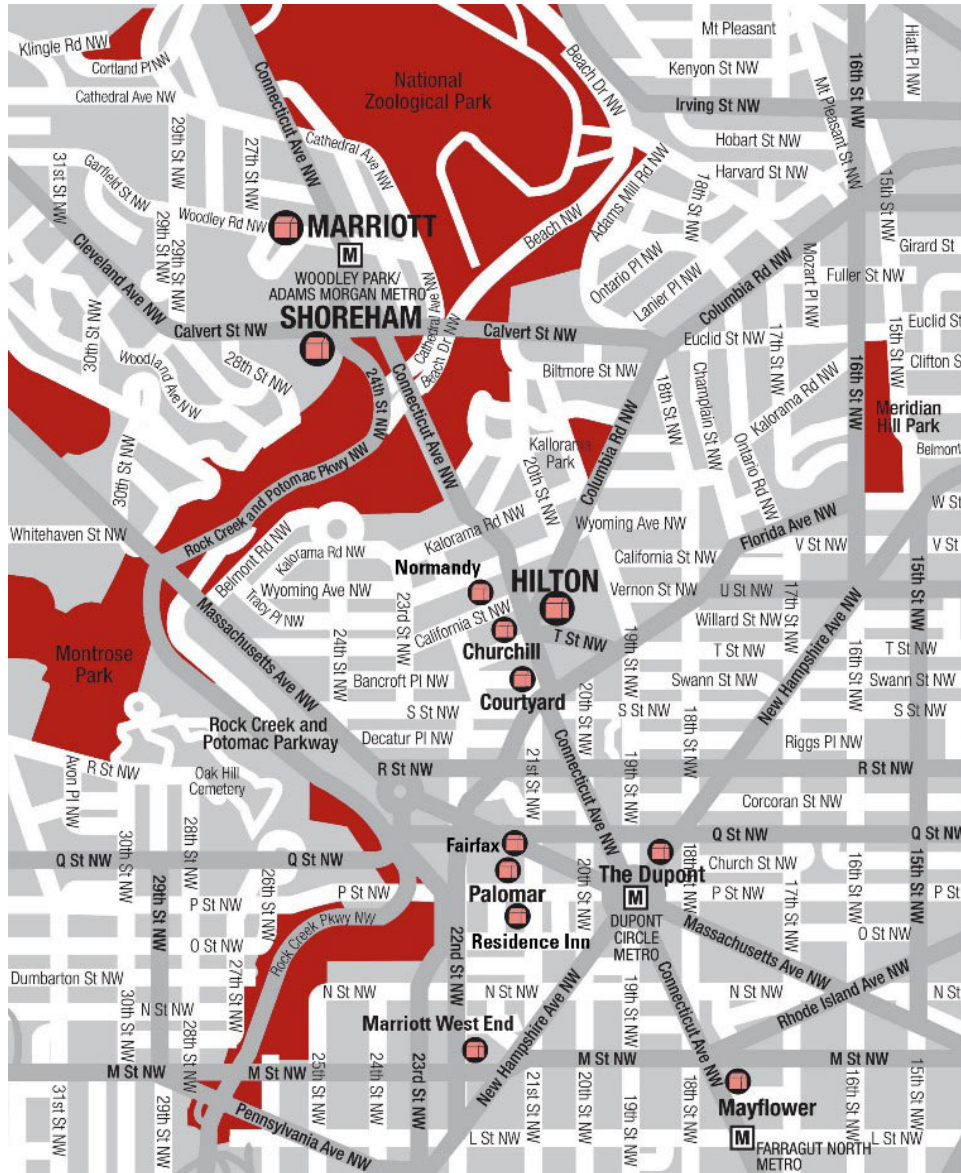 Klingle Rd NW
Cortland Pl NW
Cathedral Ave NW
Connecticut Ave NW
National
Zoological Park
Beach Dr NW
Mt Pleasant
Kenyon St NW
Irving St NW
16th St NW
Hiatt Pl NW
Mt Pleasant St NW
Hobart St NW
Harvard St NW
31st St NW
Garfield St NW
29th St NW
27th St NW
Cathedral Ave NW
Woodley Rd NW
29th St NW
29th St NW
MARRIOTT
M
WOODLEY PARK/
ADAMS MORGAN METRO
Cleveland Ave NW
Beach NW
Adams Mill Rd NW
18th St NW
Ontario Pl NW
Lanier Pl NW
Mozart Pl NW
15th St NW
Girard St
Fuller St NW
Columbia Rd NW
SHOREHAM
Calvert St NW
Cathedral Ave NW
Beach Dr NW
Calvert St NW
Euclid St NW
17th St NW
15th St NW
Euclid St
Clifton S
30th St NW
Woodland Ave NW
28th St NW
24th St NW
Connecticut Ave NW
Biltmore St NW
18th St NW
Champlain St NW
Kalorama Rd NW
16th St NW
Meridian
Hill Park
Belmont
30th St NW
Kallorama
Park
20th St NW
Columbia Rd NW
Ontario Rd NW
Whitehaven St NW
Rock Creek and Potomac Pkwy NW
Belmont Rd NW
Kalorama Rd NW
Kalorama Rd NW
Wyoming Ave NW
Florida Ave NW
W St
V St NW
V St
California St NW
Wyoming Ave NW
Tracy Pl NW
Normandy
HILTON
Vernon St NW
U St NW
17th St NW
15th St NW
Massachusetts Ave NW
23rd St NW
24th St NW
California St NW
Churchill
T St NW
19th St NW
Willard St NW
T St NW
16th St NW
T St NW
New Hampshire Ave NW
Montrose
Park
Bancroft Pl NW
Courtyard
Swann St NW
Swann St NW
S St NW
20th St NW
S St NW
18th St NW
S St NW
Rock Creek and
Potomac Parkway
Decatur Pl NW
Riggs Pl NW
Avon Pl NW
R St NW
Oak Hill
Cemetery
R St NW
21st St NW
Connecticut Ave NW
19th St NW
R St NW
Corcoran St NW
30th St NW
28th St NW
Q St NW
Q St NW
Fairfax
Q St NW
Q St
The Dupont
18th St NW
Church St NW
16th St NW
15th St NW
29th St NW
26th St NW
P St NW
P St NW
Palomar
20th St NW
M
DUPONT
CIRCLE
METRO
P St NW
17th St NW
P St
O St NW
Rock Creek Pkwy NW
Residence Inn
O St NW
Massachusetts Ave NW
Dumbarton St NW
27th St NW
22nd St NW
N St NW
N St NW
New Hampshire Ave NW
19th St NW
Connecticut Ave NW
N St NW
N St
Rhode Island Ave NW
30th St NW
N St NW
28th St NW
Marriott West End
M St NW
M St NW
M St NW
M St NW
31st St NW
29th St NW
25th St NW
24th St NW
23rd St NW
21st St NW
20th St NW
19th St NW
18th St NW
Mayflower
16th St NW
15th St NW
Pennsylvania Ave NW
L St NW
M
FARRAGUT NORTH
METRO
L St NW